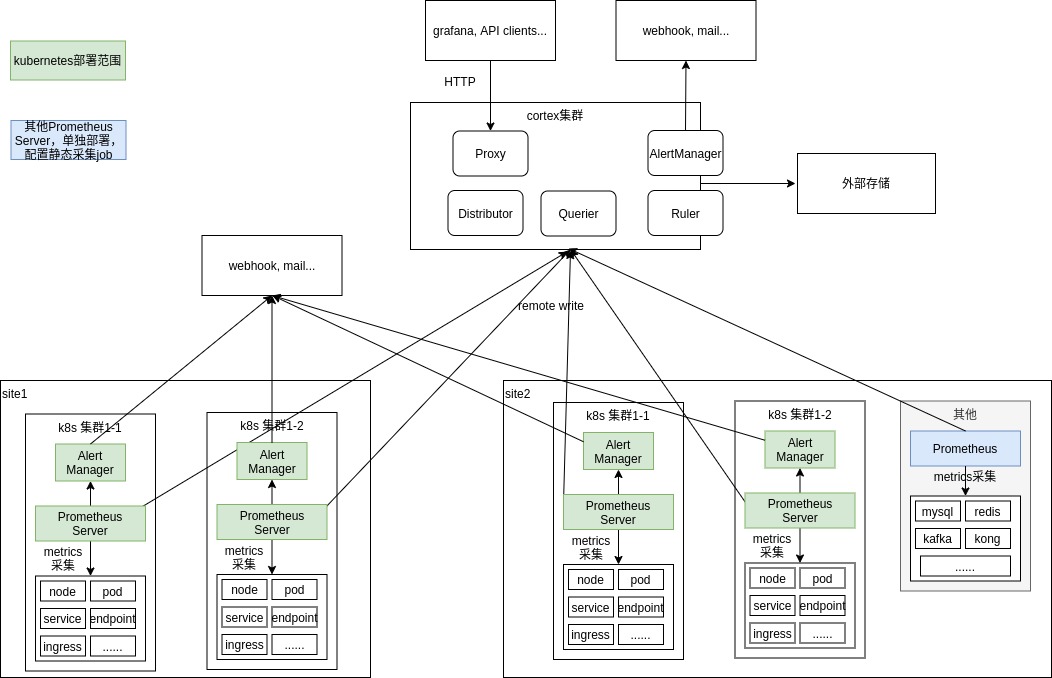 grafana, API clients...
webhook, mail...
kubernetes部署范围
HTTP
cortex集群
其他Prometheus
Server，单独部署，
配置静态采集job
Proxy
AlertManager
外部存储
Distributor
Querier
Ruler
webhook, mail...
remote write
site1
k8s 集群1-1
Alert
Manager
Prometheus
Server
metrics
采集
node
pod
service
endpoint
ingress
......
k8s 集群1-2
Alert
Manager
Prometheus
Server
metrics
采集
node
pod
service
endpoint
ingress
......
site2
k8s 集群1-1
Alert
Manager
Prometheus
Server
metrics
采集
node
pod
service
endpoint
ingress
......
k8s 集群1-2
Alert
Manager
Prometheus
Server
metrics
采集
node
pod
service
endpoint
ingress
......
其他
Prometheus
metrics采集
mysql
redis
kafka
kong
......